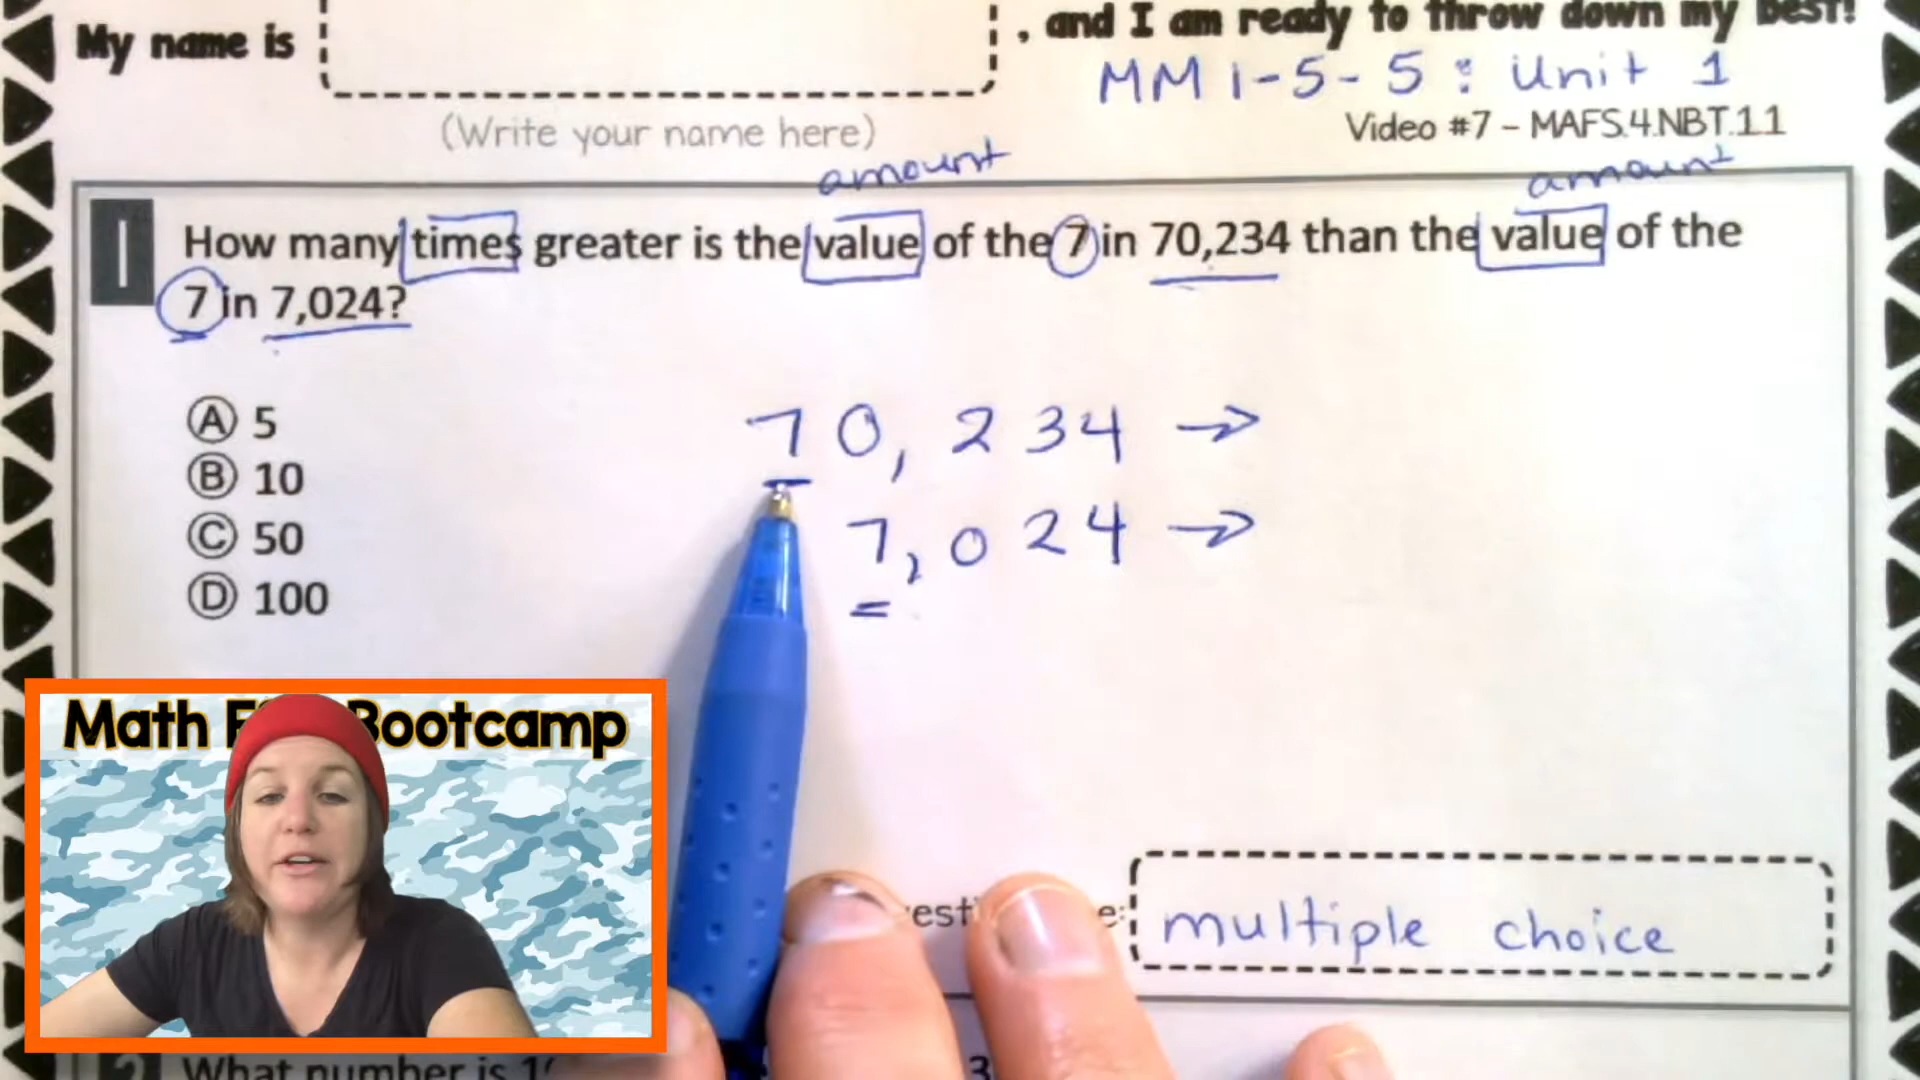 My name is , and I am ready to throw down my best!
MM 1-5-5: Unit 1
(Write your name here)
Video #7 – MAFS.4.NBT.1.1
amount amount
1 How many times greater is the value of the 7 in 70,234 than the value of the
7 in 7,024?
A 5
B 10
C 50
D 100
70,234 →
7,024 →
Math Bootcamp
multiple choice
2 What number is